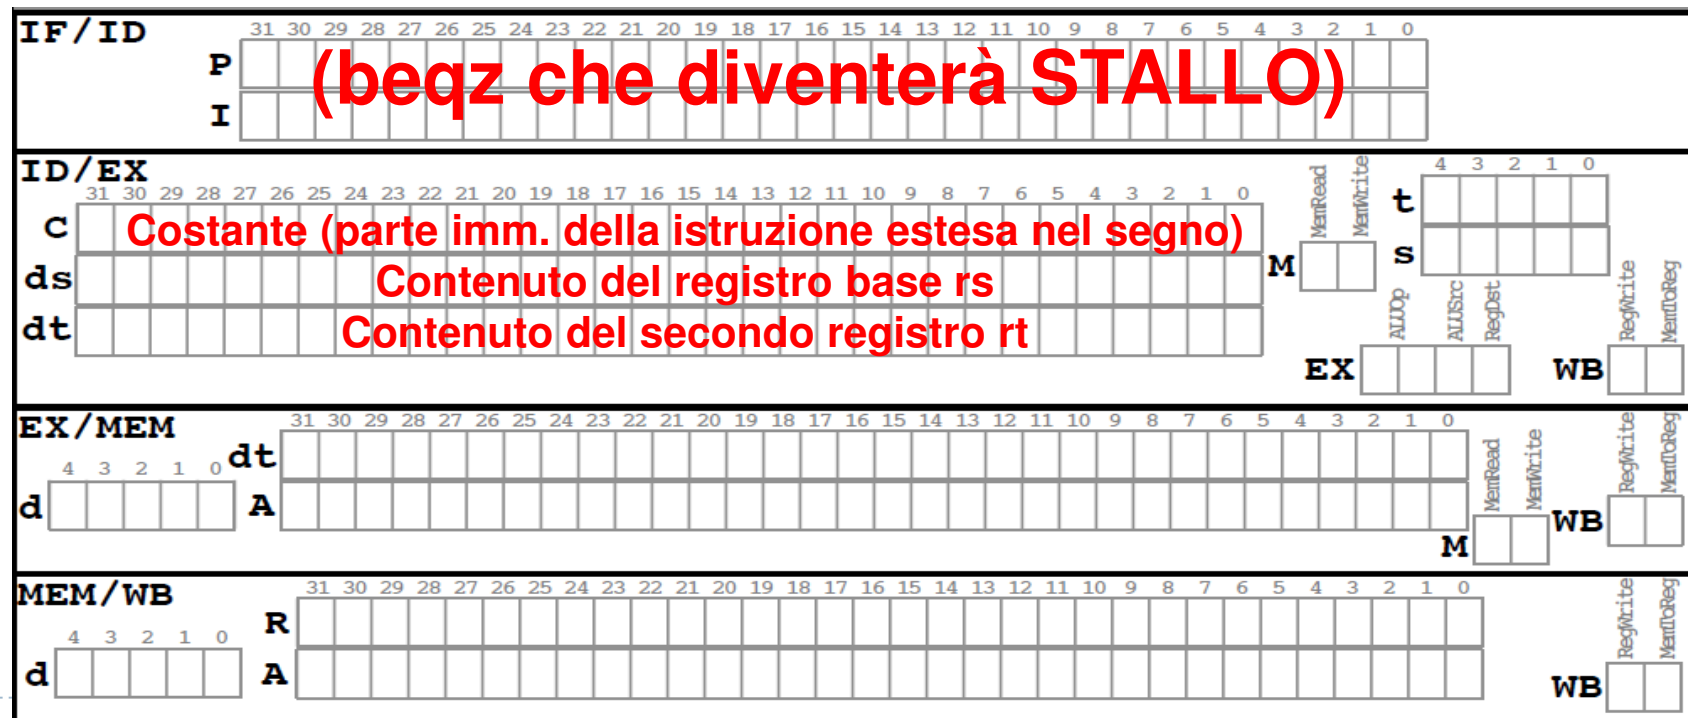 IF/ID
31 30 29 28 27 26 25 24 23 22 21 20 19 18 17 16 15 14 13 12 11 10 9 8 7 6 5 4 3 2 1 0
P
(beqz che diventerà STALLO)
I
ID/EX
31 30 29 28 27 26 25 24 23 22 21 20 19 18 17 16 15 14 13 12 11 10 9 8 7 6 5 4 3 2 1 0
MemRead
MemWrite
4 3 2 1 0
t
C
Costante (parte imm. della istruzione estesa nel segno)
s
ds
Contenuto del registro base rs
M
dt
Contenuto del secondo registro rt
ALUOp
ALUSrc
RegDst
RegWrite
MemToReg
EX
WB
EX/MEM
31 30 29 28 27 26 25 24 23 22 21 20 19 18 17 16 15 14 13 12 11 10 9 8 7 6 5 4 3 2 1 0
dt
4 3 2 1 0
d
A
MemRead
MemWrite
RegWrite
MemToReg
M
WB
MEM/WB
31 30 29 28 27 26 25 24 23 22 21 20 19 18 17 16 15 14 13 12 11 10 9 8 7 6 5 4 3 2 1 0
R
4 3 2 1 0
d
A
RegWrite
MemToReg
WB